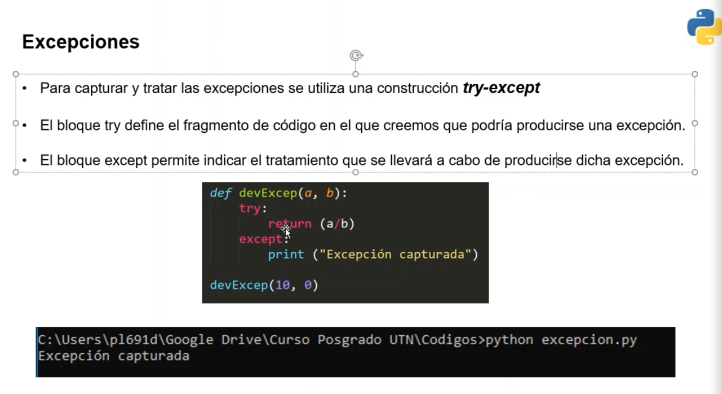 Excepciones
• Para capturar y tratar las excepciones se utiliza una construcción try-except
• El bloque try define el fragmento de código en el que creemos que podría producirse una excepción.
• El bloque except permite indicar el tratamiento que se llevará a cabo de producirse dicha excepción.
def devExcep(a, b):
    try:
        return (a/b)
    except:
        print ("Excepción capturada")
devExcep(10, 0)
C:\Users\pl691d\Google Drive\Curso Posgrado UTN\Codigos>python excepcion.py
Excepción capturada